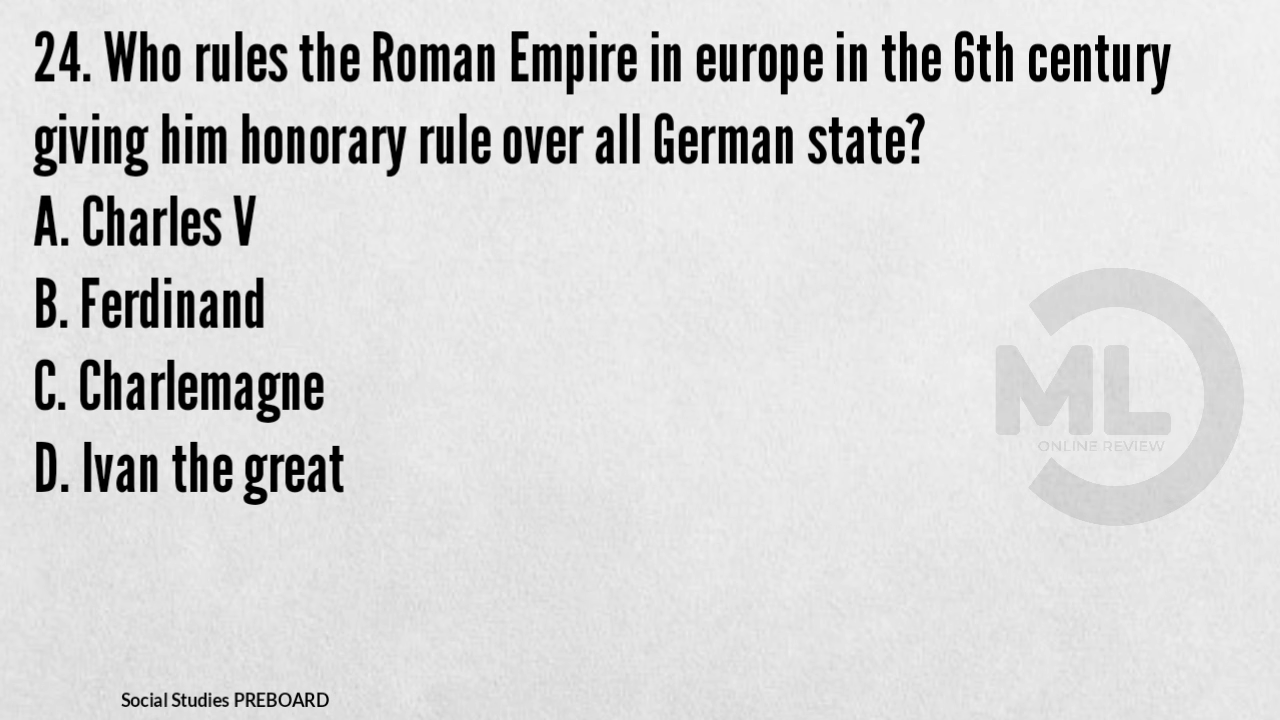 24. Who rules the Roman Empire in europe in the 6th century
giving him honorary rule over all German state?
A. Charles V
B. Ferdinand
C. Charlemagne
D. Ivan the great
ML
ONLINE REVIEW
Social Studies PREBOARD